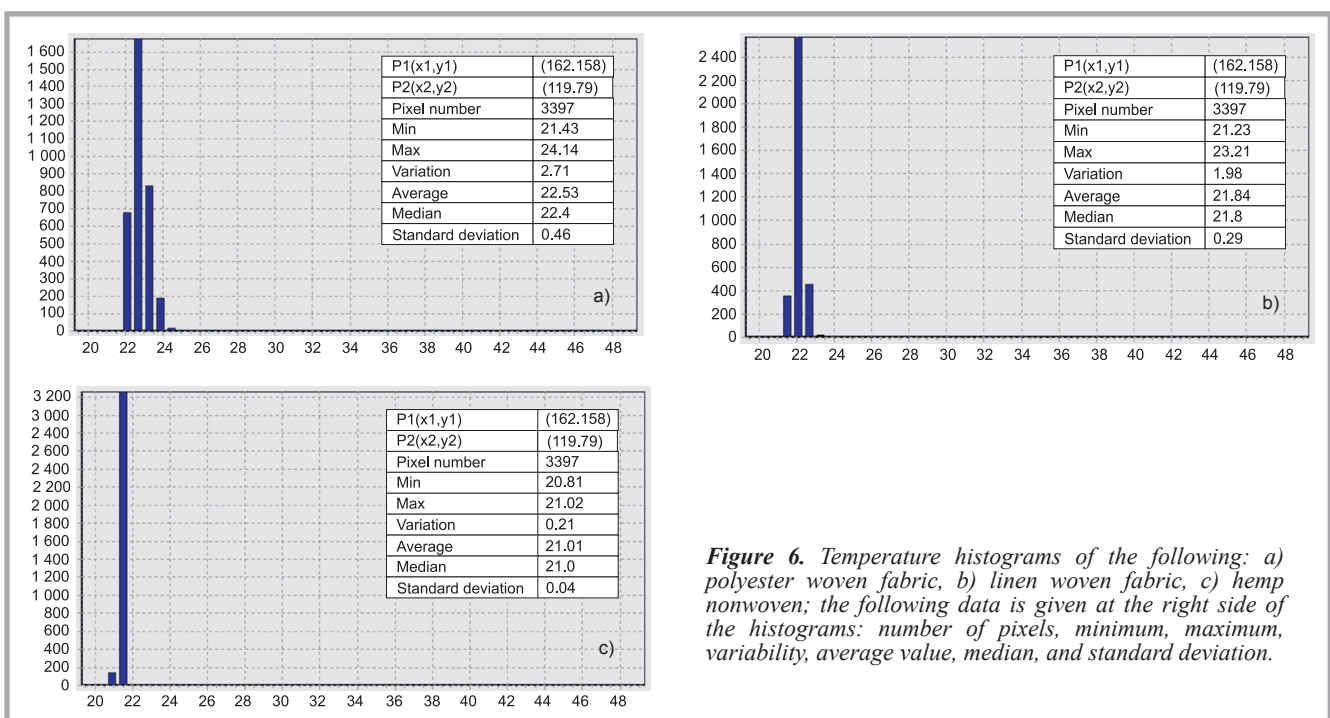 1 600
1 500
1 400
1 300
1 200
1 100
1 000
900
800
700
600
500
400
300
200
100
0
20 22 24 26 28 30 32 34 36 38 40 42 44 46 48
P1(x1,y1) (162.158)
P2(x2,y2) (119.79)
Pixel number 3397
Min 21.43
Max 24.14
Variation 2.71
Average 22.53
Median 22.4
Standard deviation 0.46
a)
2 400
2 200
2 000
1 800
1 600
1 400
1 200
1 000
800
600
400
200
0
20 22 24 26 28 30 32 34 36 38 40 42 44 46 48
P1(x1,y1) (162.158)
P2(x2,y2) (119.79)
Pixel number 3397
Min 21.23
Max 23.21
Variation 1.98
Average 21.84
Median 21.8
Standard deviation 0.29
b)
3 200
3 000
2 800
2 600
2 400
2 200
2 000
1 800
1 600
1 400
1 200
1 000
800
600
400
200
0
20 22 24 26 28 30 32 34 36 38 40 42 44 46 48
P1(x1,y1) (162.158)
P2(x2,y2) (119.79)
Pixel number 3397
Min 20.81
Max 21.02
Variation 0.21
Average 21.01
Median 21.0
Standard deviation 0.04
c)
Figure 6. Temperature histograms of the following: a)
polyester woven fabric, b) linen woven fabric, c) hemp
nonwoven; the following data is given at the right side of
the histograms: number of pixels, minimum, maximum,
variability, average value, median, and standard deviation.